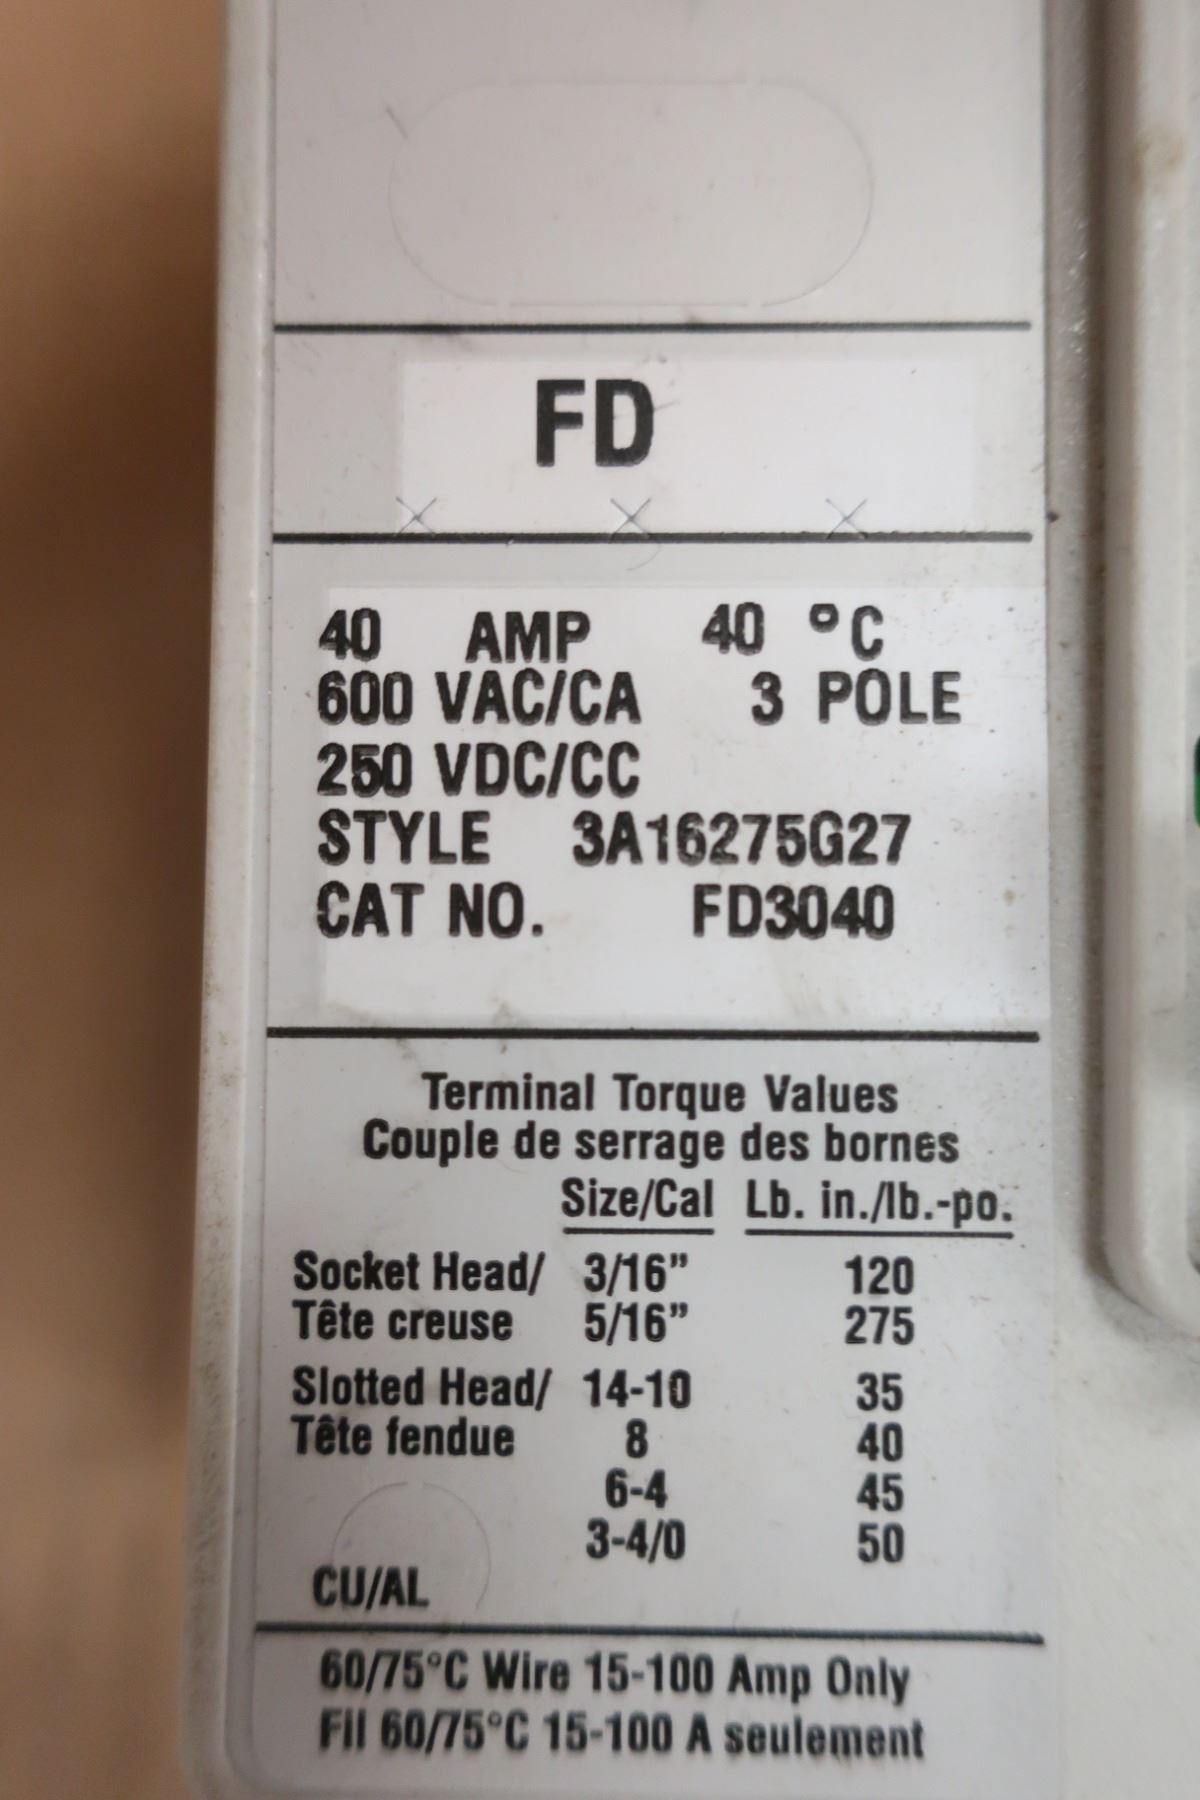 FD
40 AMP 40 °C
600 VAC/CA 3 POLE
250 VDC/CC
STYLE 3A16275G27
CAT NO. FD3040
Terminal Torque Values
Couple de serrage des bornes
Size/Cal Lb. in./lb.-po.
Socket Head/ 3/16” 120
Tête creuse 5/16” 275
Slotted Head/ 14-10 35
Tête fendue 8 40
6-4 45
3-4/0 50
CU/AL
60/75°C Wire 15-100 Amp Only
Fil 60/75°C 15-100 A seulement